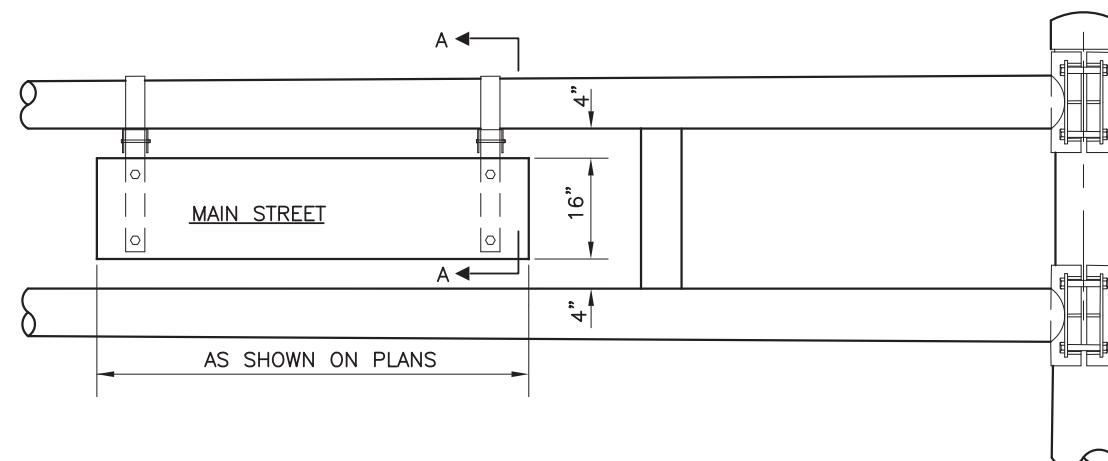 A
4”
16”
MAIN STREET
A
4”
AS SHOWN ON PLANS